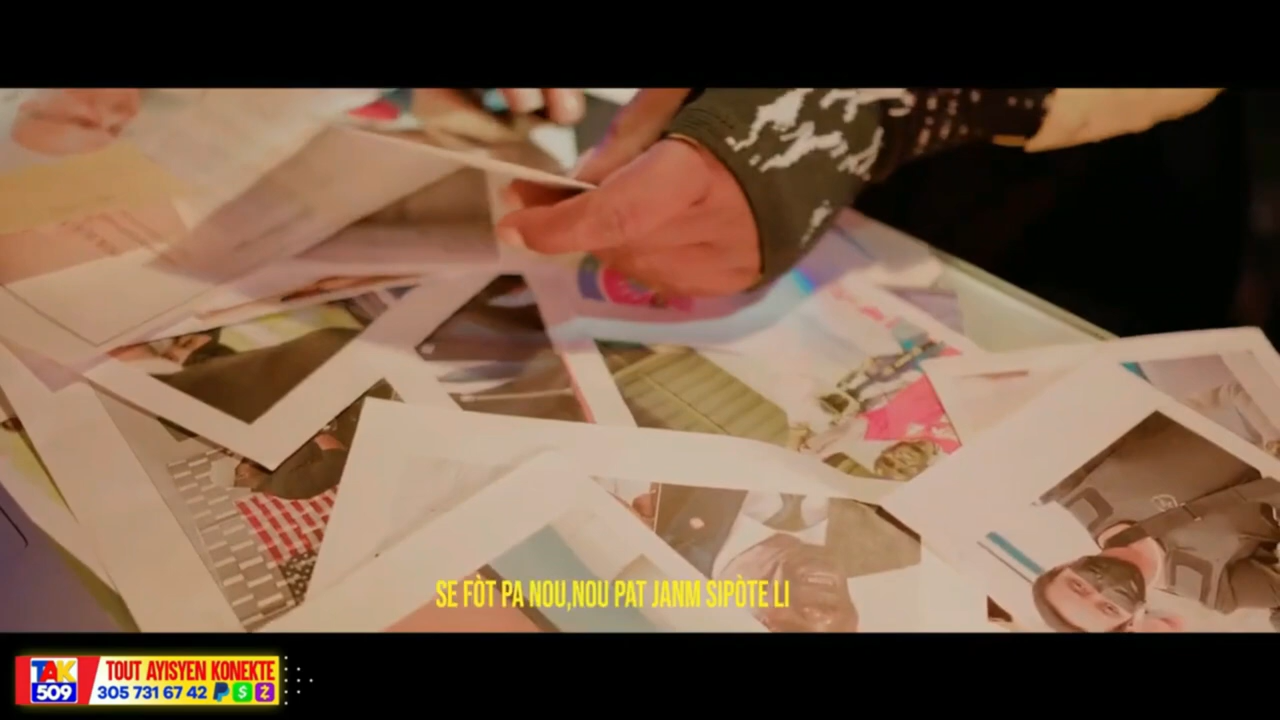 SE FÒT PA NOU,NOU PAT JANM SIPÒTE LI
TAK
509
TOUT AYISYEN KONEKTE
305 731 67 42